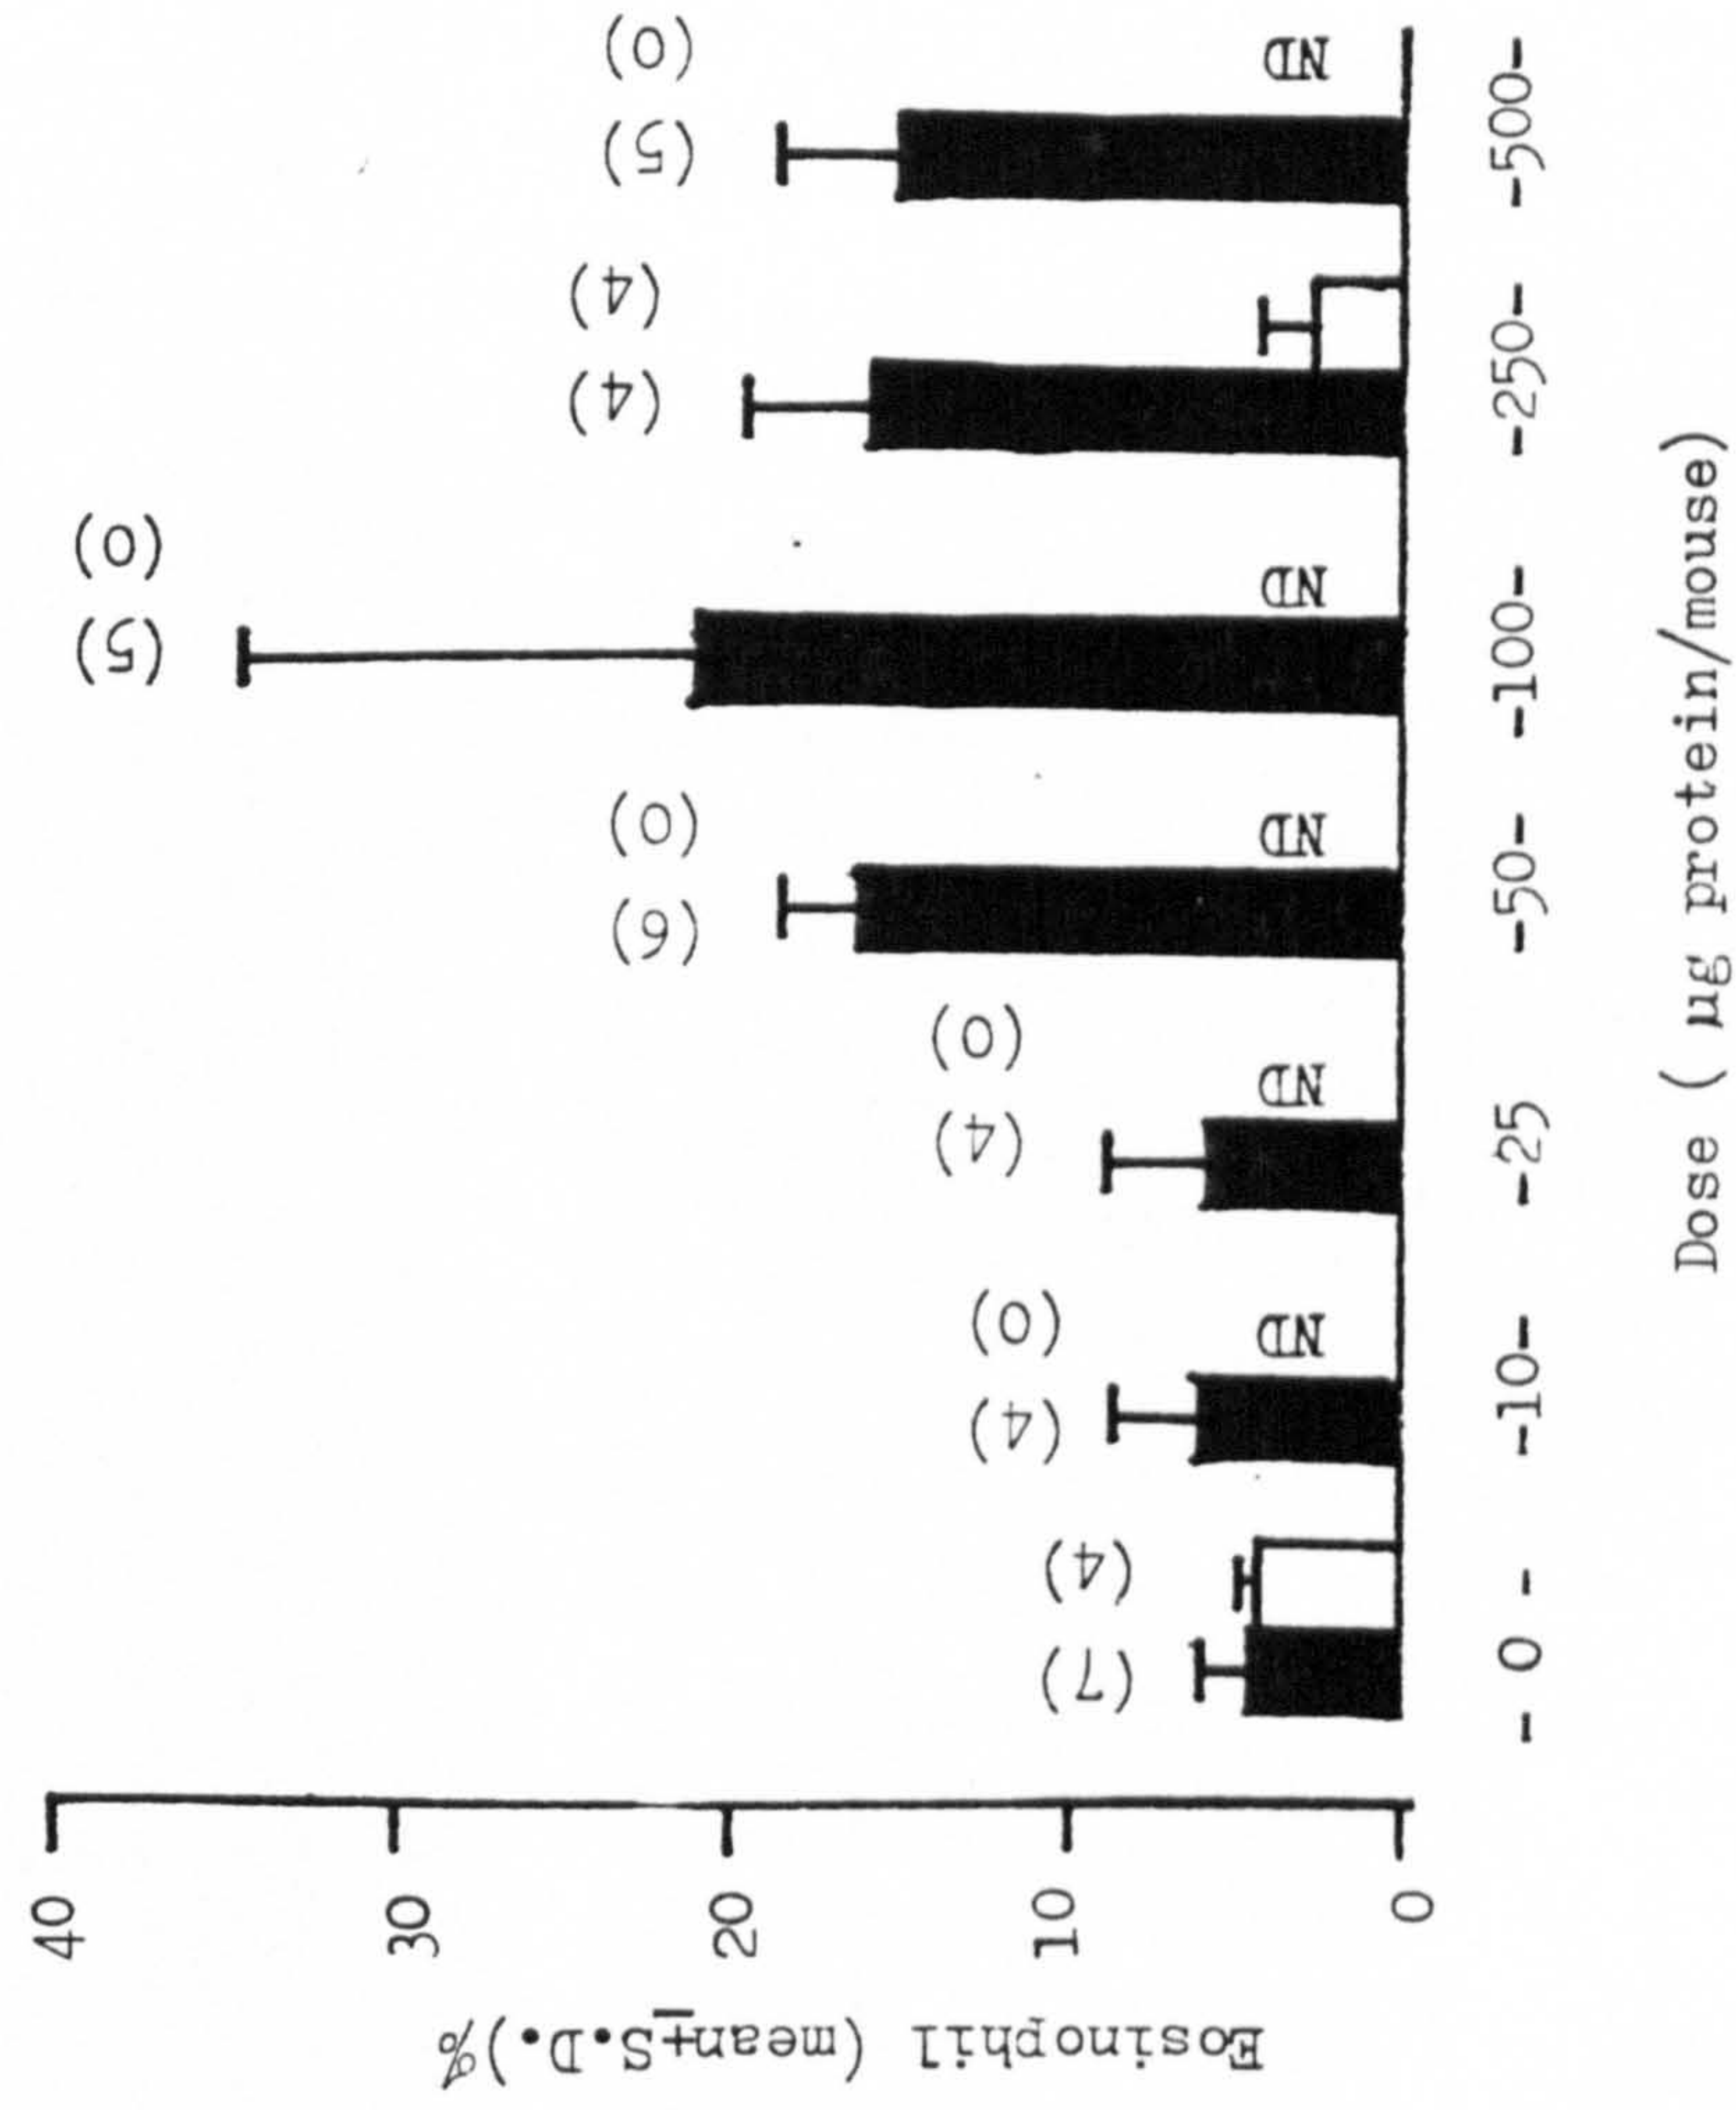 Eosinophil (mean±S.D.)%
40
30
20
10
0
(7) (4)
(4) (0)
ND
(4) (0)
ND
(6) (0)
ND
(5) (0)
ND
(4) (4)
(5) (0)
ND
- 0 - -10- -25 -50- -100- -250- -500-
Dose ( µg protein/mouse)